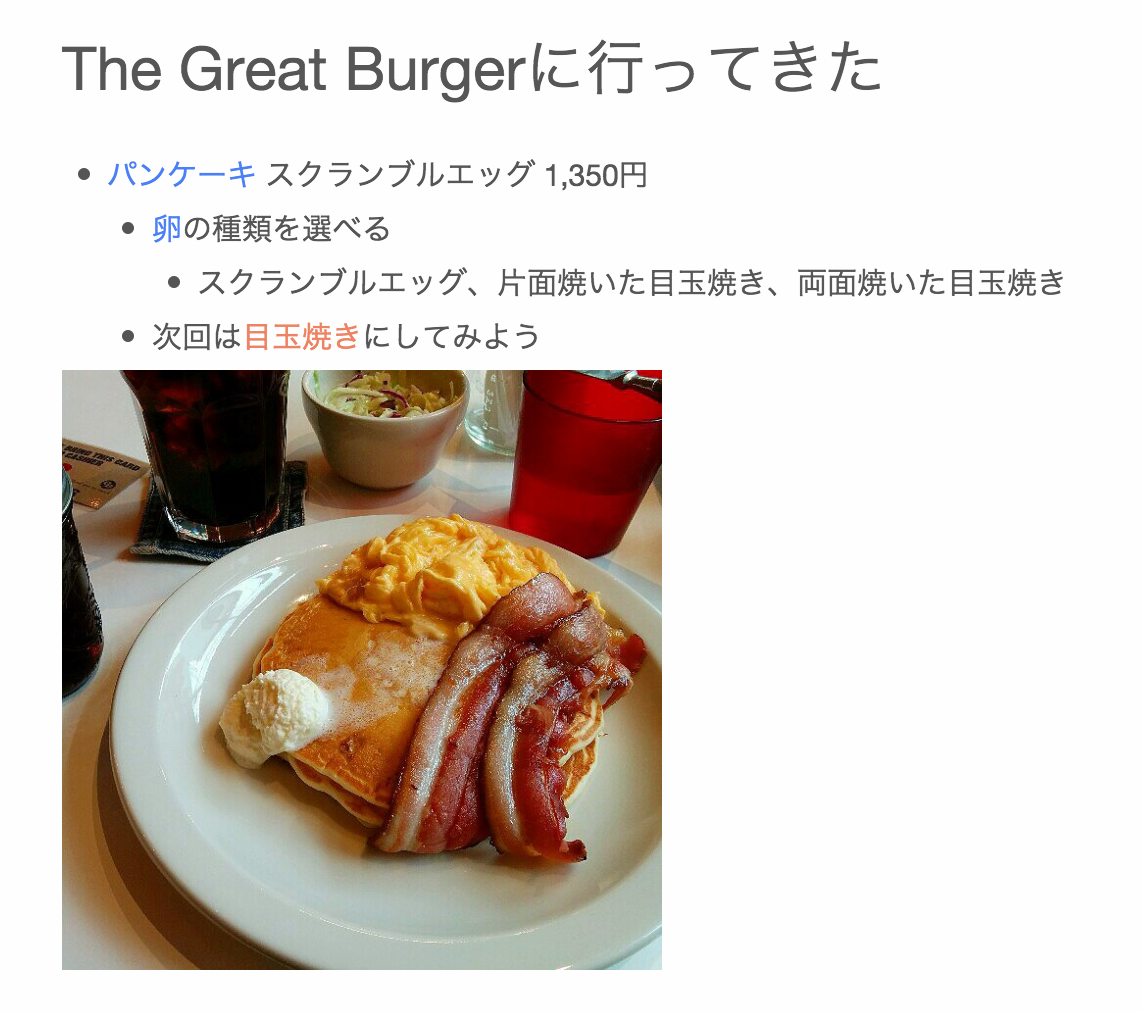 The Great Burgerに行ってきた
パンケーキ スクランブルエッグ 1,350円
卵の種類を選べる
スクランブルエッグ、片面焼いた目玉焼き、両面焼いた目玉焼き
次回は目玉焼きにしてみよう
BRING THIS CARD
CASHIER